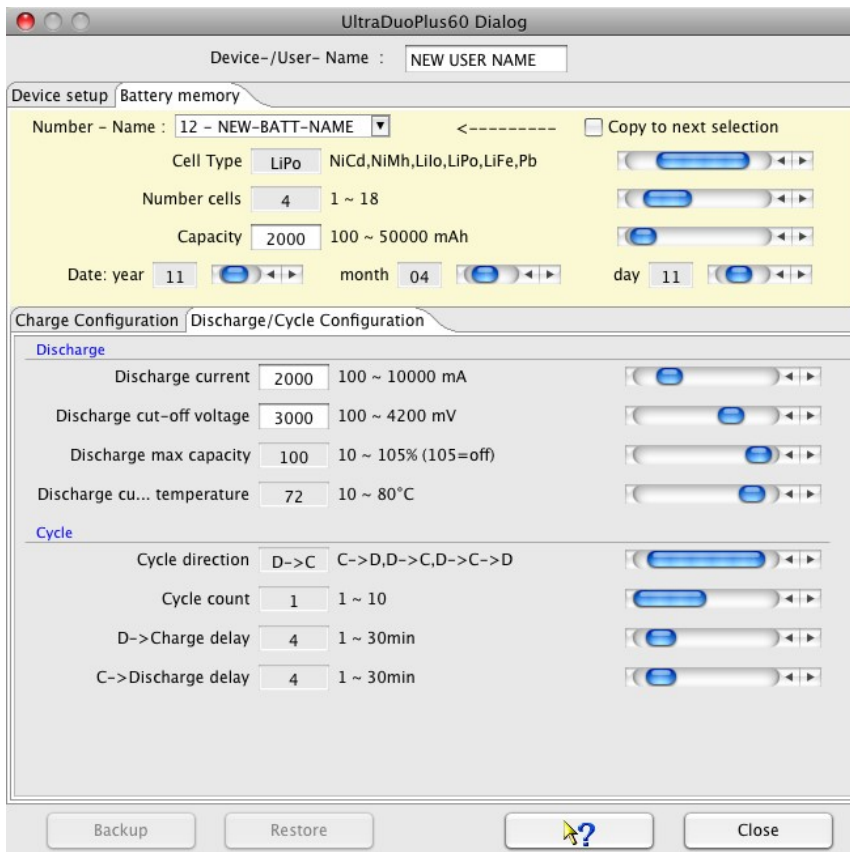 UltraDuoPlus60 Dialog
Device-/User- Name : NEW USER NAME
Device setup Battery memory
Number - Name : 12 - NEW-BATT-NAME <--------- Copy to next selection
Cell Type LiPo NiCd,NiMh,LiIo,LiPo,LiFe,Pb
Number cells 4 1 ~ 18
Capacity 2000 100 ~ 50000 mAh
Date: year 11 month 04 day 11
Charge Configuration Discharge/Cycle Configuration
Discharge
Discharge current 2000 100 ~ 10000 mA
Discharge cut-off voltage 3000 100 ~ 4200 mV
Discharge max capacity 100 10 ~ 105% (105=off)
Discharge cu... temperature 72 10 ~ 80°C
Cycle
Cycle direction D->C C->D,D->C,D->C->D
Cycle count 1 1 ~ 10
D->Charge delay 4 1 ~ 30min
C->Discharge delay 4 1 ~ 30min
Backup Restore ? Close